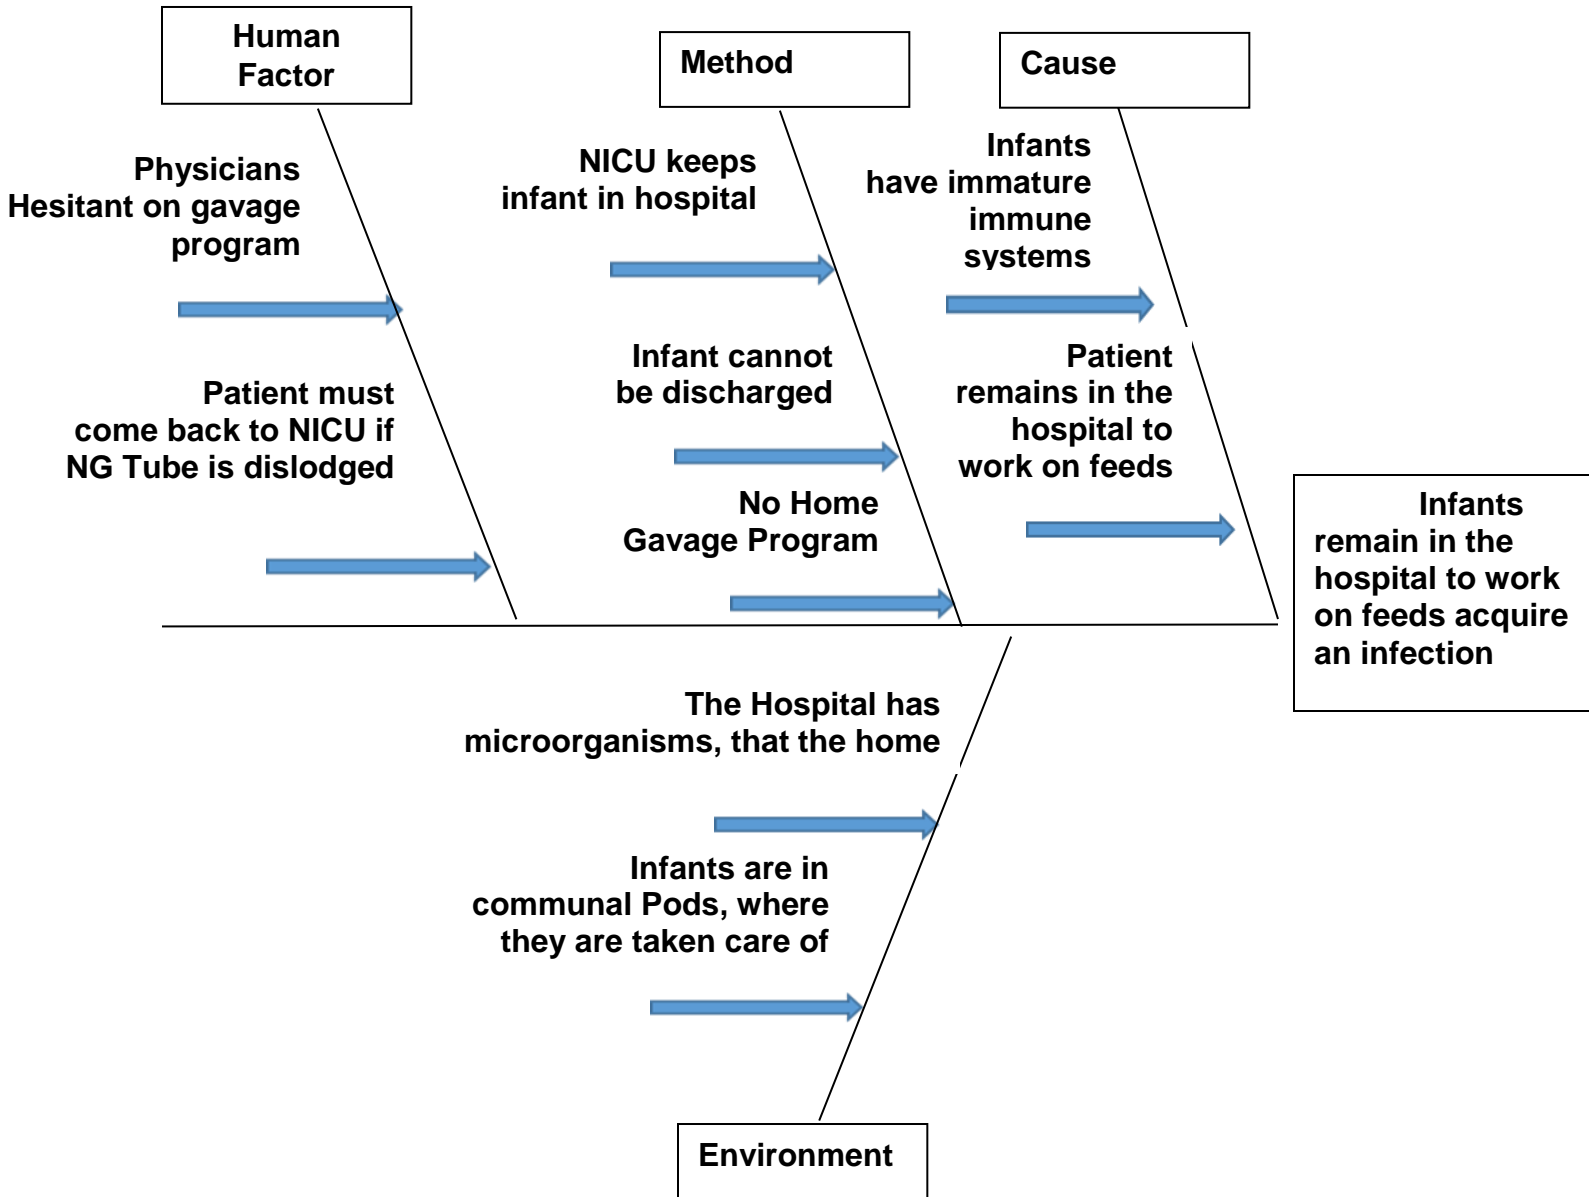 Human
Factor
Method
Cause
Physicians
Hesitant on gavage
program
Patient must
come back to NICU if
NG Tube is dislodged
NICU keeps
infant in hospital
Infant cannot
be discharged
No Home
Gavage Program
Infants
have immature
immune
systems
Patient
remains in the
hospital to
work on feeds
Infants
remain in the
hospital to work
on feeds acquire
an infection
The Hospital has
microorganisms, that the home
Infants are in
communal Pods, where
they are taken care of
Environment